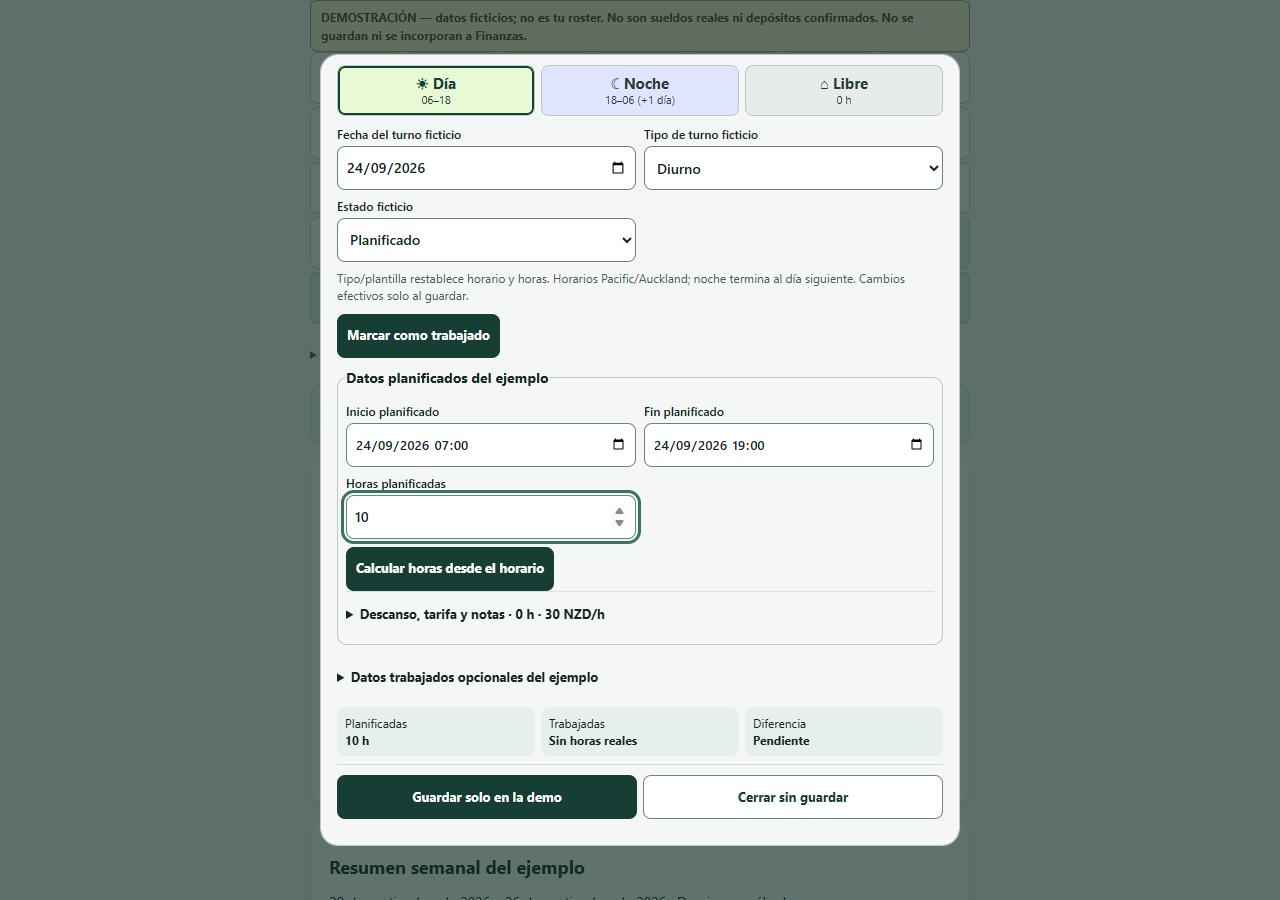 DEMOSTRACIÓN — datos ficticios; no es tu roster. No son sueldos reales ni depósitos confirmados. No se
guardan ni se incorporan a Finanzas.
☀ Día
06–18
☾ Noche
18–06 (+1 día)
⌂ Libre
0 h
Fecha del turno ficticio
Tipo de turno ficticio
24/09/2026
Diurno
Estado ficticio
Planificado
Tipo/plantilla restablece horario y horas. Horarios Pacific/Auckland; noche termina al día siguiente. Cambios
efectivos solo al guardar.
Marcar como trabajado
Datos planificados del ejemplo
Inicio planificado
Fin planificado
24/09/2026 07:00
24/09/2026 19:00
Horas planificadas
10
Calcular horas desde el horario
▶ Descanso, tarifa y notas · 0 h · 30 NZD/h
▶ Datos trabajados opcionales del ejemplo
Planificadas
10 h
Trabajadas
Sin horas reales
Diferencia
Pendiente
Guardar solo en la demo
Cerrar sin guardar
Resumen semanal del ejemplo